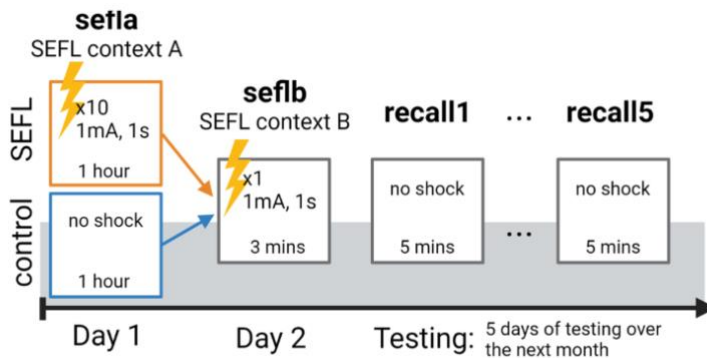 sefla
SEFL context A
SEFL
x10
1mA, 1s
1 hour
seflb
SEFL context B
x1
1mA, 1s
3 mins
recall1 ... recall5
no shock
5 mins
...
no shock
5 mins
control
no shock
1 hour
Day 1
Day 2
Testing: 5 days of testing over
the next month